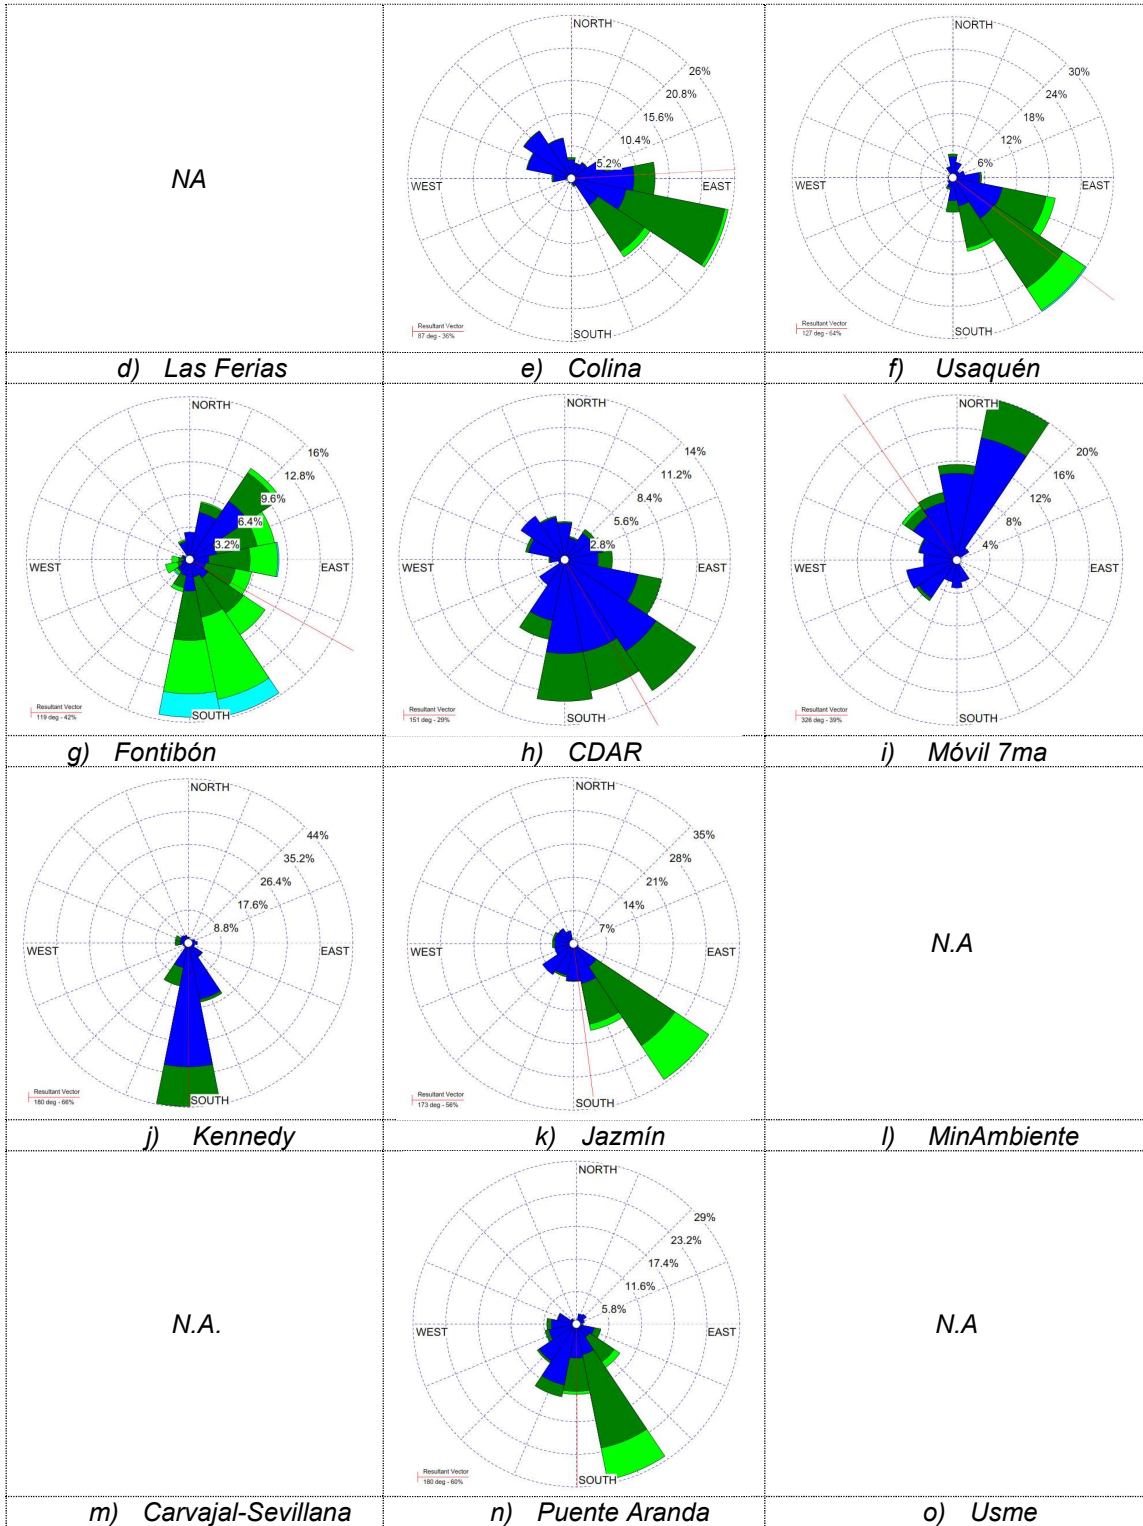 NA
NORTH
26%
20.8%
15.6%
10.4%
5.2%
WEST
EAST
SOUTH
Resultant Vector
87 deg - 36%
NORTH
30%
24%
18%
12%
6%
WEST
EAST
SOUTH
Resultant Vector
127 deg - 64%
d) Las Ferias
e) Colina
f) Usaquén
NORTH
16%
12.8%
9.6%
6.4%
3.2%
WEST
EAST
SOUTH
Resultant Vector
119 deg - 42%
NORTH
14%
11.2%
8.4%
5.6%
2.8%
WEST
EAST
SOUTH
Resultant Vector
151 deg - 29%
NORTH
20%
16%
12%
8%
4%
WEST
EAST
SOUTH
Resultant Vector
326 deg - 39%
g) Fontibón
h) CDAR
i) Móvil 7ma
NORTH
44%
35.2%
26.4%
17.6%
8.8%
WEST
EAST
SOUTH
Resultant Vector
180 deg - 66%
NORTH
35%
28%
21%
14%
7%
WEST
EAST
SOUTH
Resultant Vector
173 deg - 56%
N.A
j) Kennedy
k) Jazmín
l) MinAmbiente
N.A.
NORTH
29%
23.2%
17.4%
11.6%
5.8%
WEST
EAST
SOUTH
Resultant Vector
180 deg - 60%
N.A
m) Carvajal-Sevillana
n) Puente Aranda
o) Usme